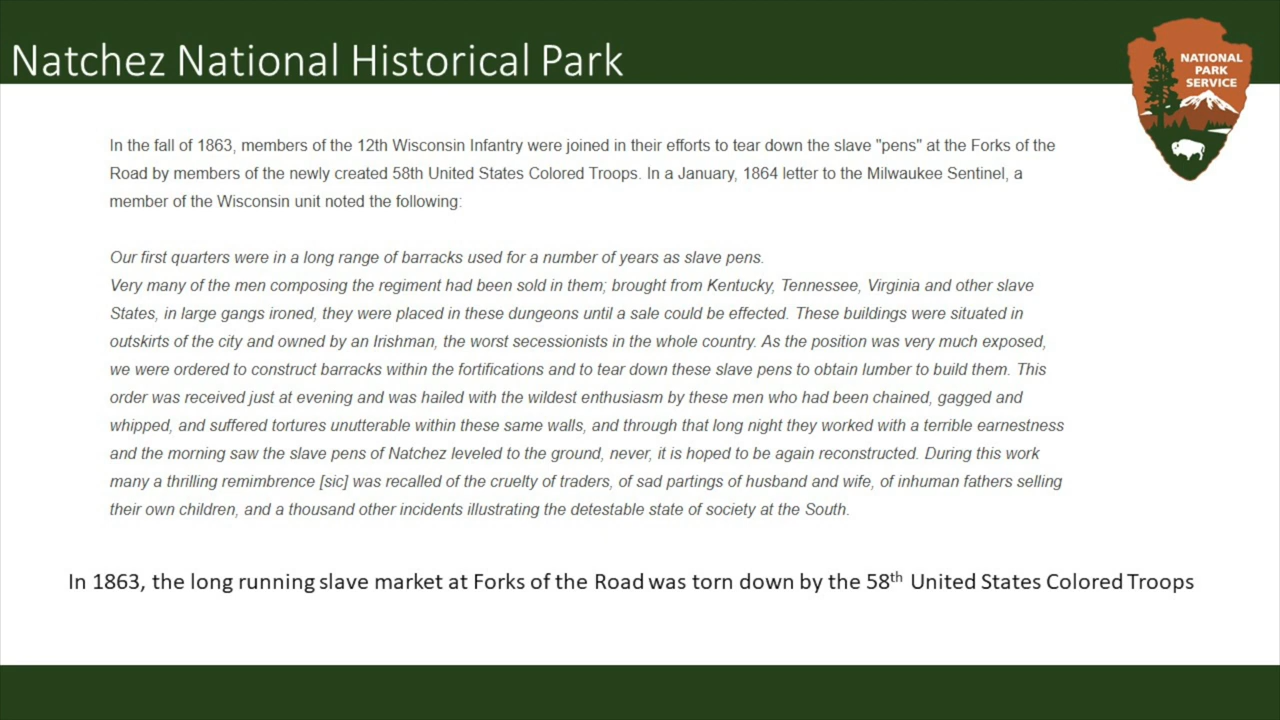 Natchez National Historical Park
NATIONAL
PARK
SERVICE
In the fall of 1863, members of the 12th Wisconsin Infantry were joined in their efforts to tear down the slave "pens" at the Forks of the
Road by members of the newly created 58th United States Colored Troops. In a January, 1864 letter to the Milwaukee Sentinel, a
member of the Wisconsin unit noted the following:
Our first quarters were in a long range of barracks used for a number of years as slave pens.
Very many of the men composing the regiment had been sold in them; brought from Kentucky, Tennessee, Virginia and other slave
States, in large gangs ironed, they were placed in these dungeons until a sale could be effected. These buildings were situated in
outskirts of the city and owned by an Irishman, the worst secessionists in the whole country. As the position was very much exposed,
we were ordered to construct barracks within the fortifications and to tear down these slave pens to obtain lumber to build them. This
order was received just at evening and was hailed with the wildest enthusiasm by these men who had been chained, gagged and
whipped, and suffered tortures unutterable within these same walls, and through that long night they worked with a terrible earnestness
and the morning saw the slave pens of Natchez leveled to the ground, never, it is hoped to be again reconstructed. During this work
many a thrilling remimbrence [sic] was recalled of the cruelty of traders, of sad partings of husband and wife, of inhuman fathers selling
their own children, and a thousand other incidents illustrating the detestable state of society at the South.
In 1863, the long running slave market at Forks of the Road was torn down by the 58th United States Colored Troops